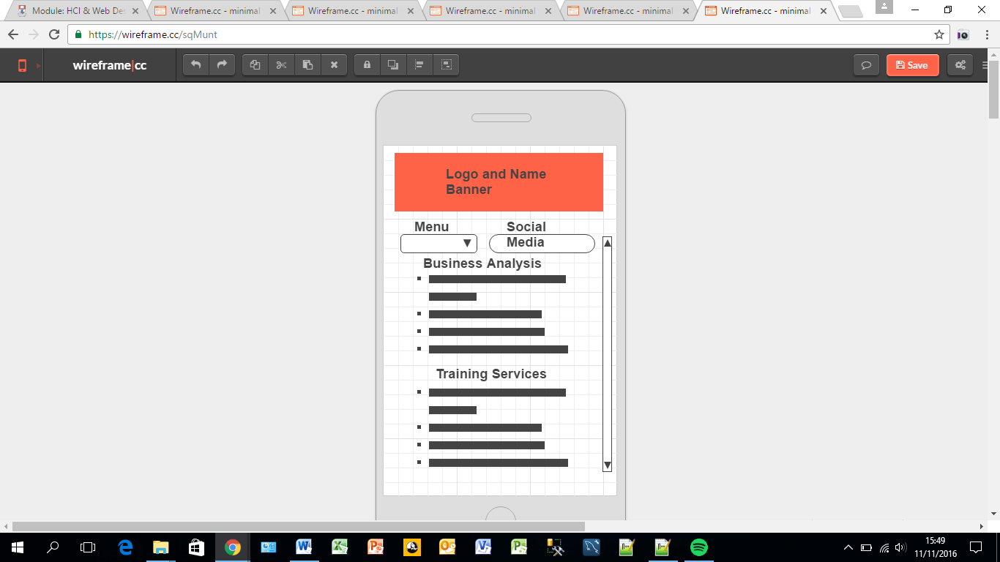 Module: HCI & Web Des
Wireframe.cc - minimal
Wireframe.cc - minimal
Wireframe.cc - minimal
Wireframe.cc - minimal
Wireframe.cc - minimal
https://wireframe.cc/sqMunt
wireframe|cc
Save
Logo and Name
Banner
Menu
Social
Media
Business Analysis
Training Services
15:49
11/11/2016